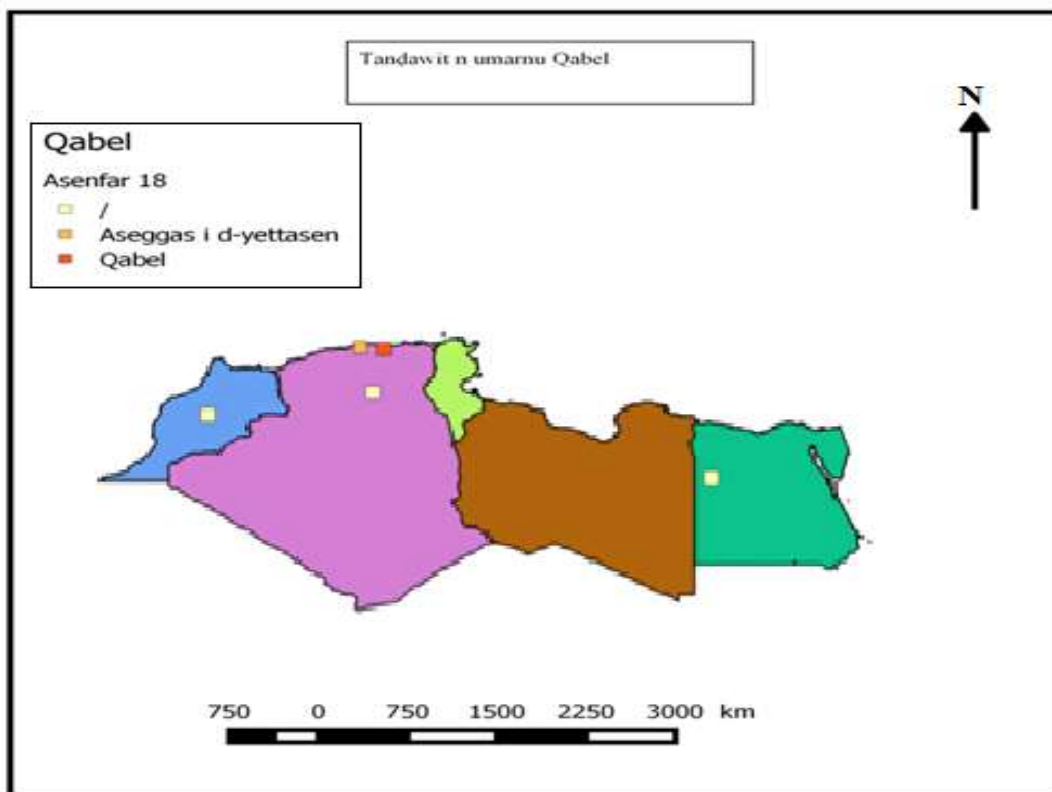 Tanḍawit n umarnu Qabel
N
Qabel
Asenfar 18
/
Aseggas i d-yettasen
Qabel
750 0 750 1500 2250 3000 km